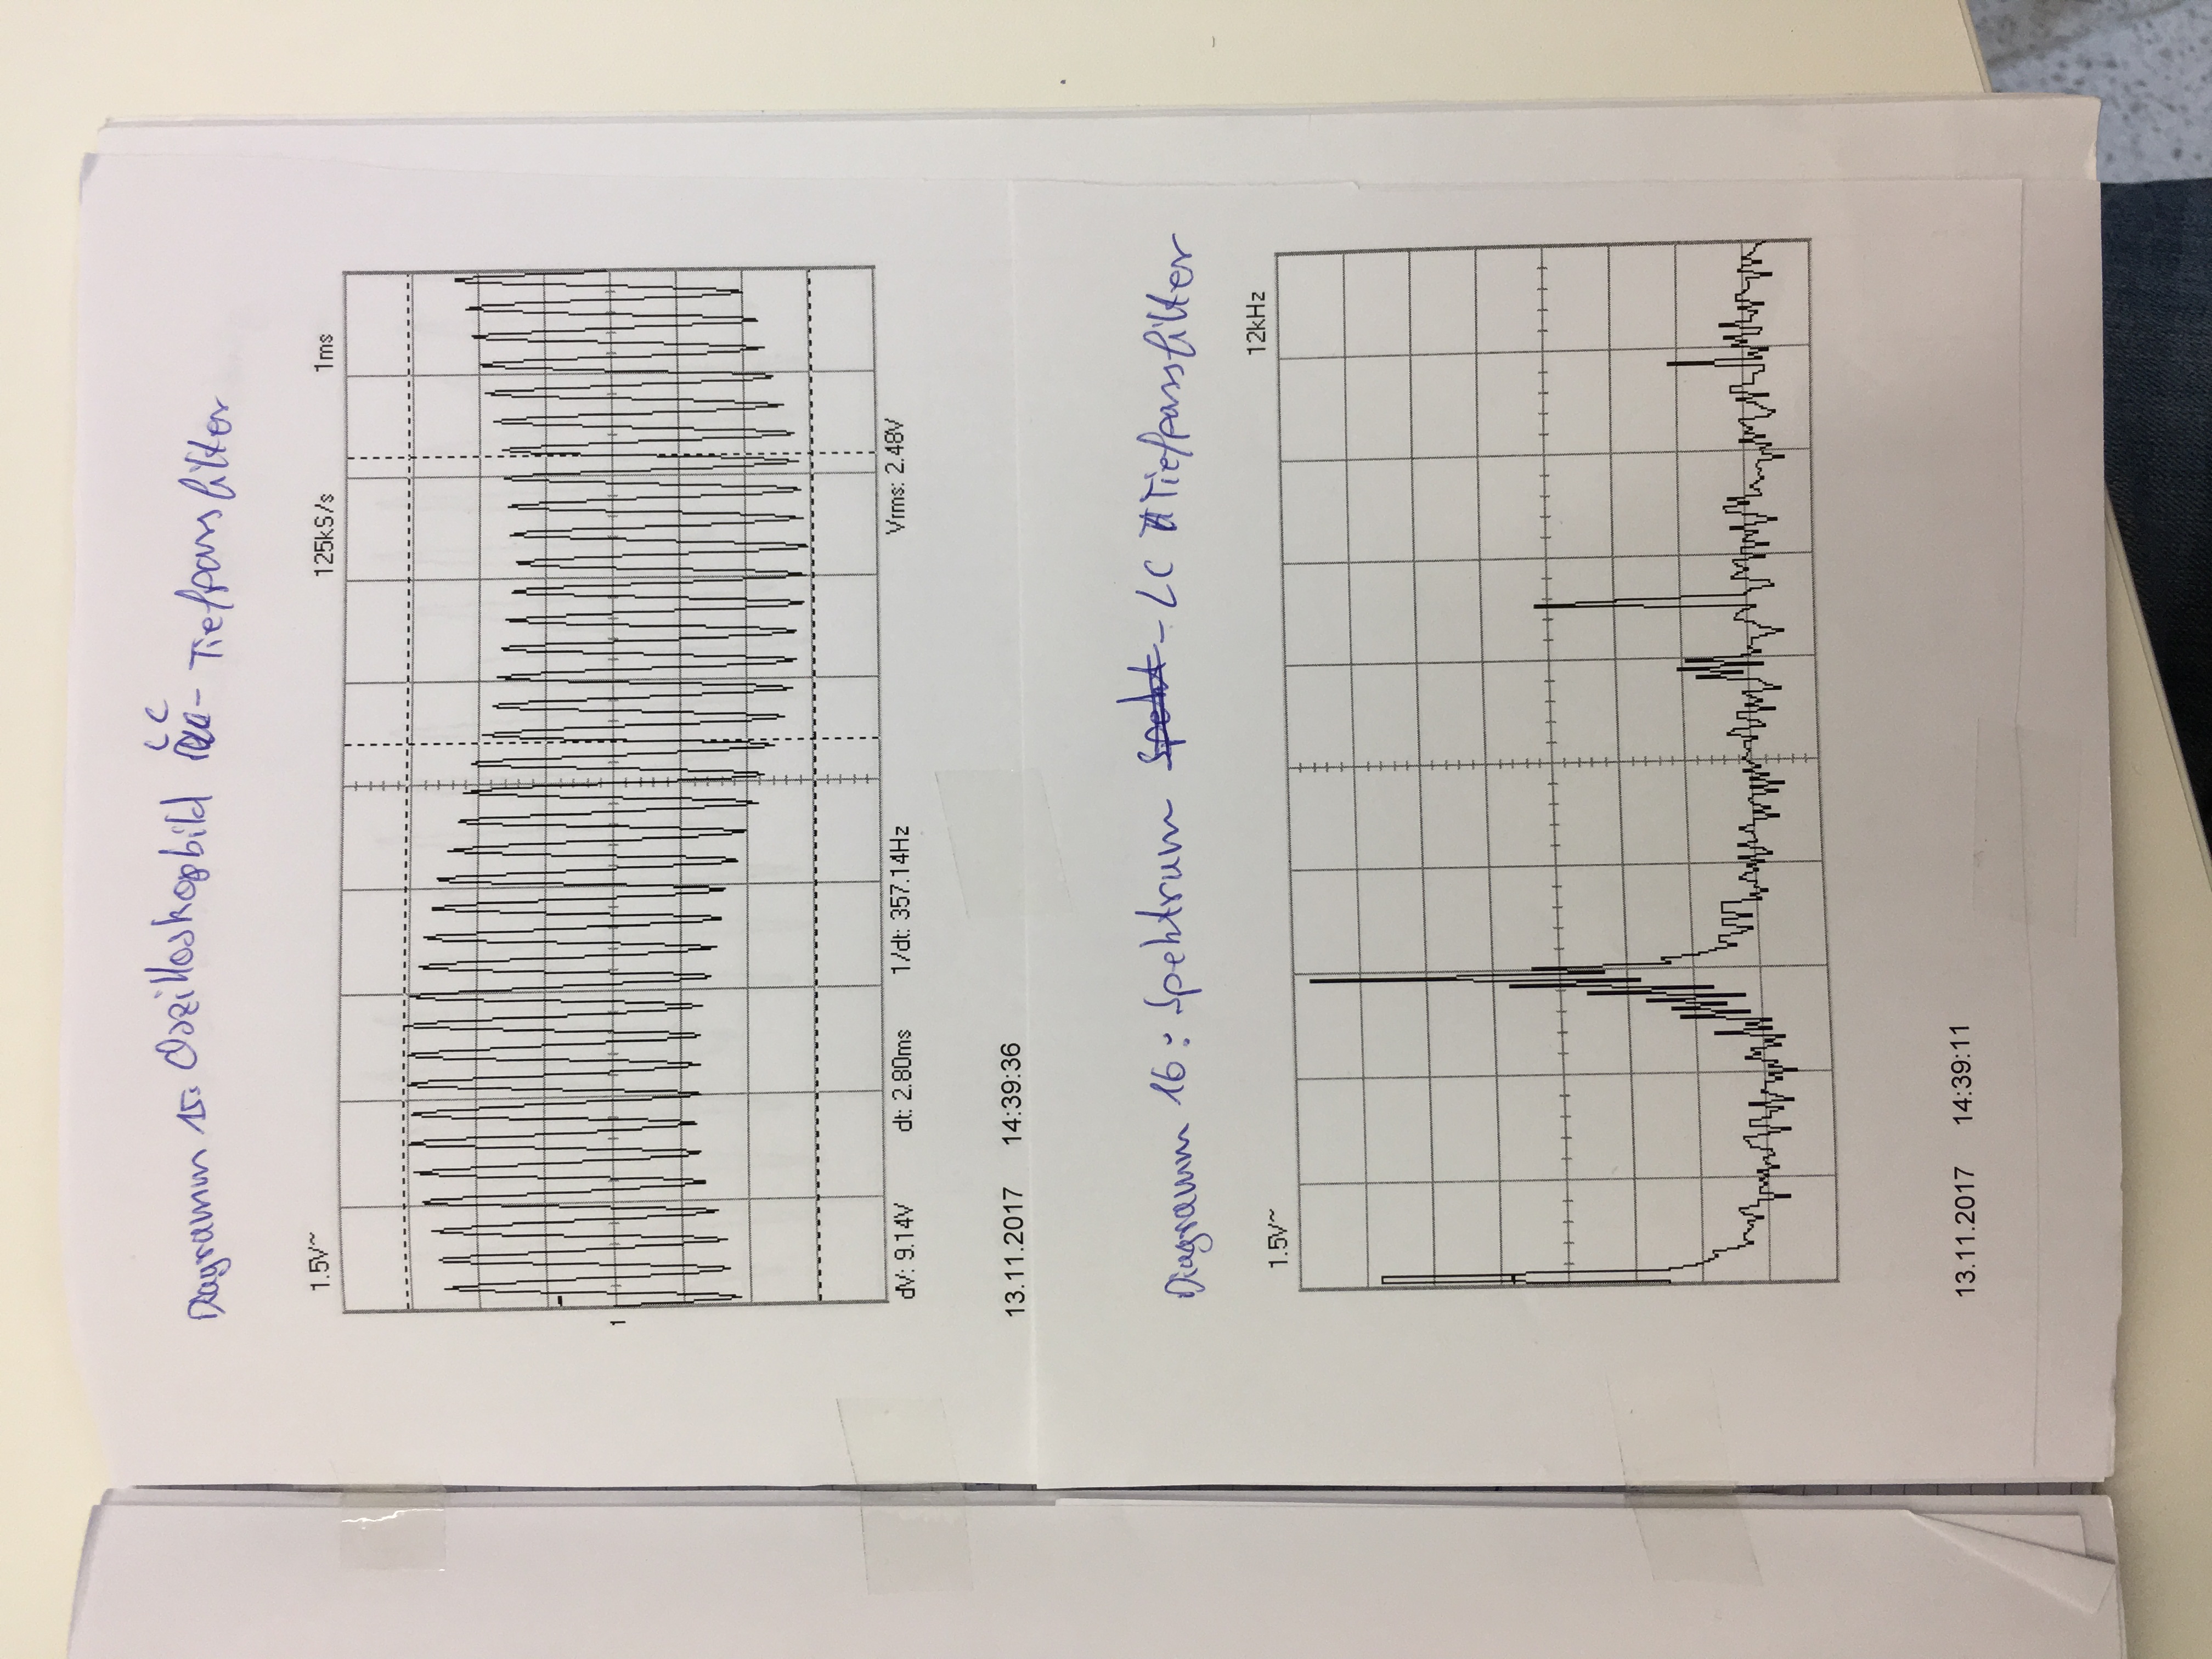 Diagramm 15: Oszilloskopbild LC - Tiefpassfilter
1.5V~ 125kS/s 1ms
1
dV: 9.14V dt: 2.80ms 1/dt: 357.14Hz Vrms: 2.48V
13.11.2017 14:39:36
Diagramm 16: Spektrum - LC Tiefpassfilter
1.5V~ 12kHz
13.11.2017 14:39:11